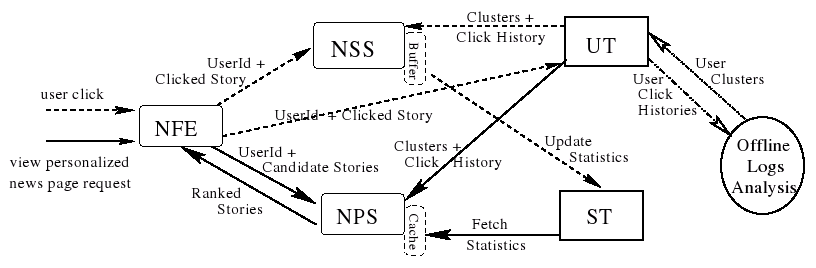 Clusters +
Click History
NSS
Buffer
UT
UserId +
Clicked Story
User
Clusters
User
Click
Histories
user click
NFE
UserId + Clicked Story
view personalized
news page request
UserId +
Candidate Stories
Clusters +
Click History
Update
Statistics
Offline
Logs
Analysis
Ranked
Stories
NPS
Cache
Fetch
Statistics
ST